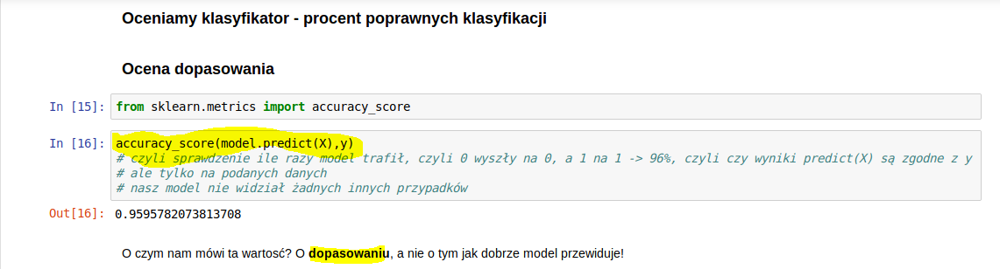 Oceniamy klasyfikator - procent poprawnych klasyfikacji
Ocena dopasowania
In [15]: from sklearn.metrics import accuracy_score
In [16]: accuracy_score(model.predict(X),y)
# czyli sprawdzenie ile razy model trafił, czyli 0 wyszły na 0, a 1 na 1 -> 96%, czyli czy wyniki predict(X) są zgodne z y
# ale tylko na podanych danych
# nasz model nie widział żadnych innych przypadków
Out[16]: 0.9595782073813708
O czym nam mówi ta wartość? O dopasowaniu, a nie o tym jak dobrze model przewiduje!